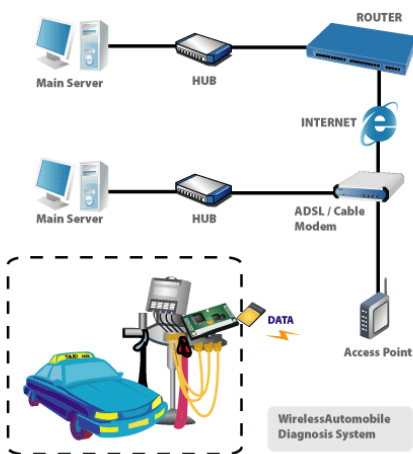 ROUTER
Main Server
HUB
INTERNET
Main Server
HUB
ADSL / Cable
Modem
TAXI
DATA
Access Point
WirelessAutomobile
Diagnosis System